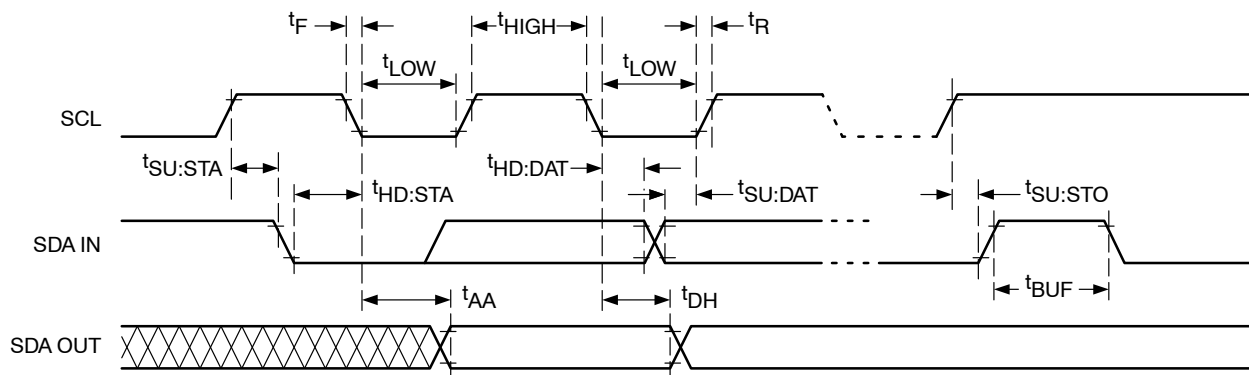 tF
tHIGH
tR
tLOW
tLOW
SCL
tSU:STA
tHD:STA
tHD:DAT
tSU:DAT
tSU:STO
SDA IN
tBUF
tAA
tDH
SDA OUT